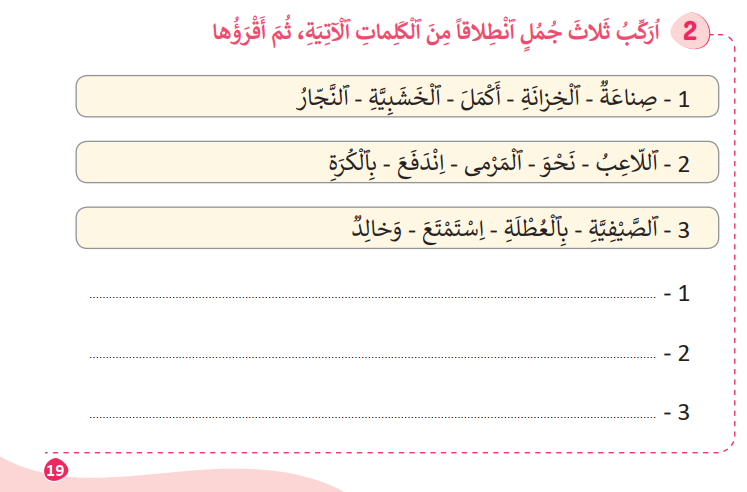 2 اُرَكِّبُ ثَلاثَ جُمُلٍ ٱنْطِلاقاً مِنَ ٱلْكَلِماتِ ٱلْآتِيَةِ، ثُمَّ أَقْرَؤُها
1 - صِناعَةٌ - ٱلْخِزانَةِ - أَكْمَلَ - ٱلْخَشَبِيَّةِ - ٱلنَّجّارُ
2 - ٱللّاعِبُ - نَحْوَ - ٱلْمَرْمى - اِنْدَفَعَ - بِٱلْكُرَةِ
3 - ٱلصَّيْفِيَّةِ - بِٱلْعُطْلَةِ - اِسْتَمْتَعَ - وَخالِدٌ
1 - ........................................
2 - ........................................
3 - ........................................
19